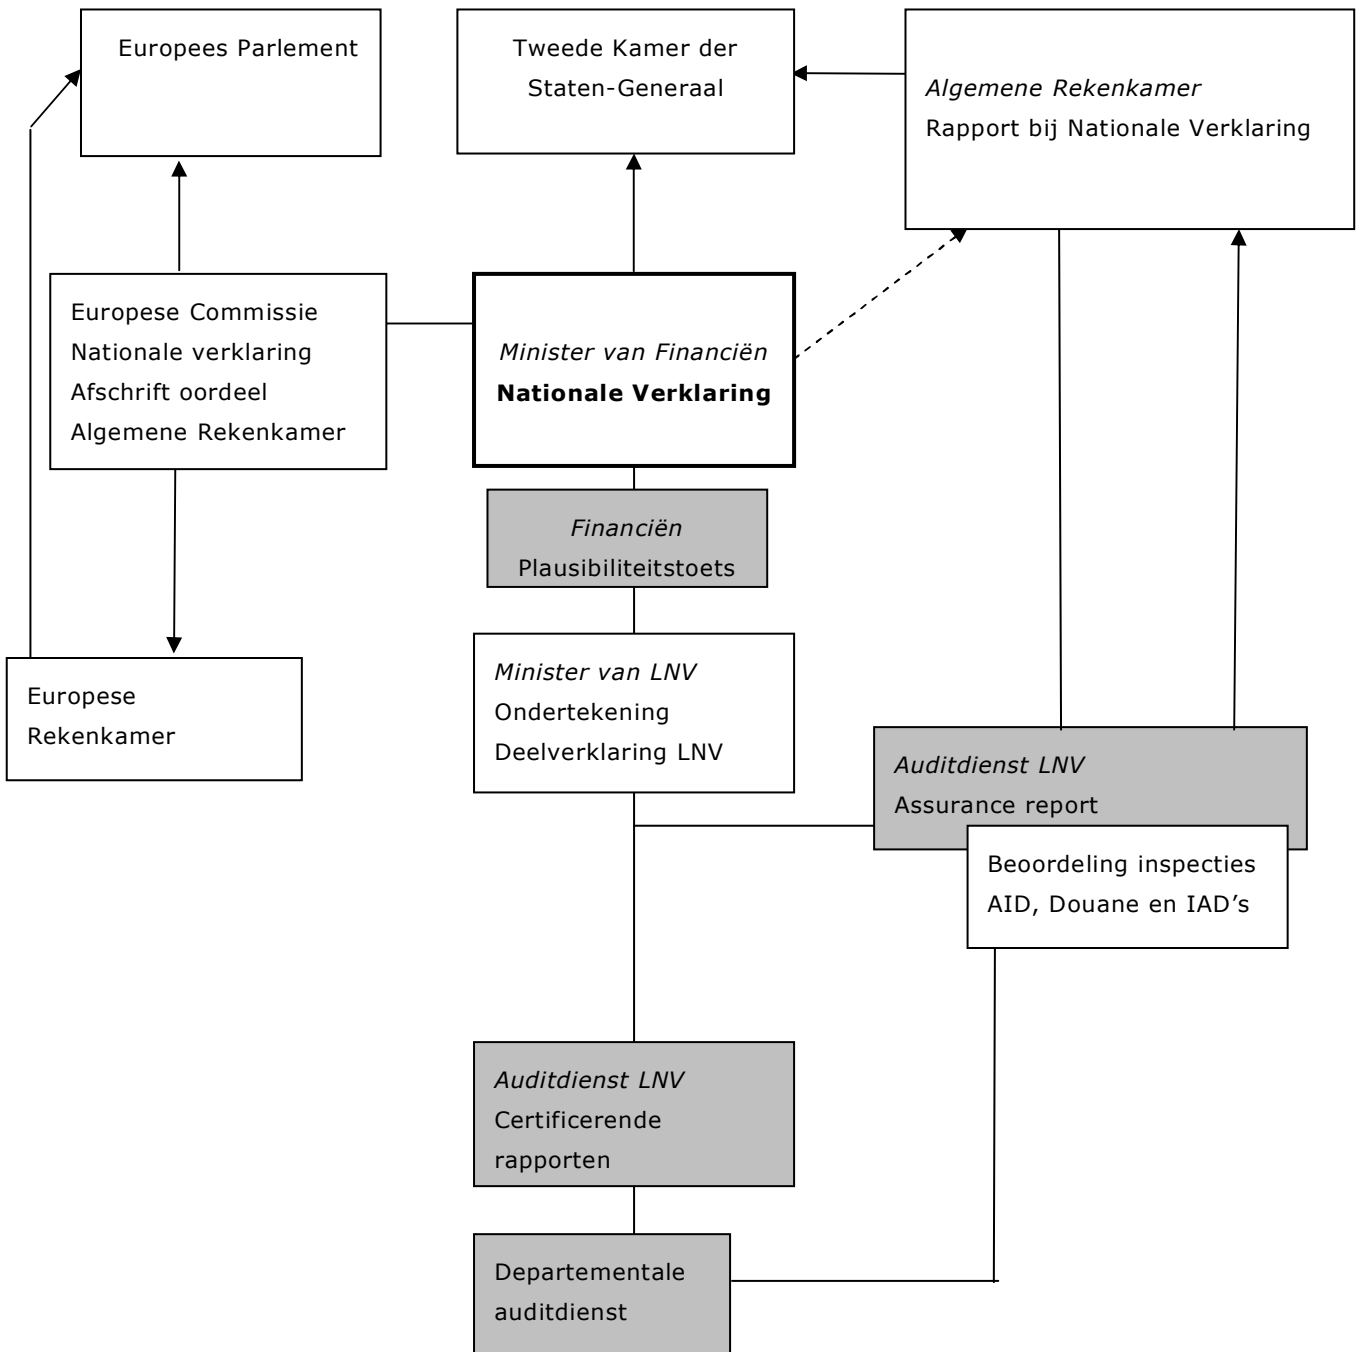 Europees Parlement
Tweede Kamer der
Staten-Generaal
Algemene Rekenkamer
Rapport bij Nationale Verklaring
Europese Commissie
Nationale verklaring
Afschrift oordeel
Algemene Rekenkamer
Minister van Financiën
Nationale Verklaring
Financiën
Plausibiliteitstoets
Europese
Rekenkamer
Minister van LNV
Ondertekening
Deelverklaring LNV
Auditdienst LNV
Assurance report
Beoordeling inspecties
AID, Douane en IAD’s
Auditdienst LNV
Certificerende
rapporten
Departementale
auditdienst